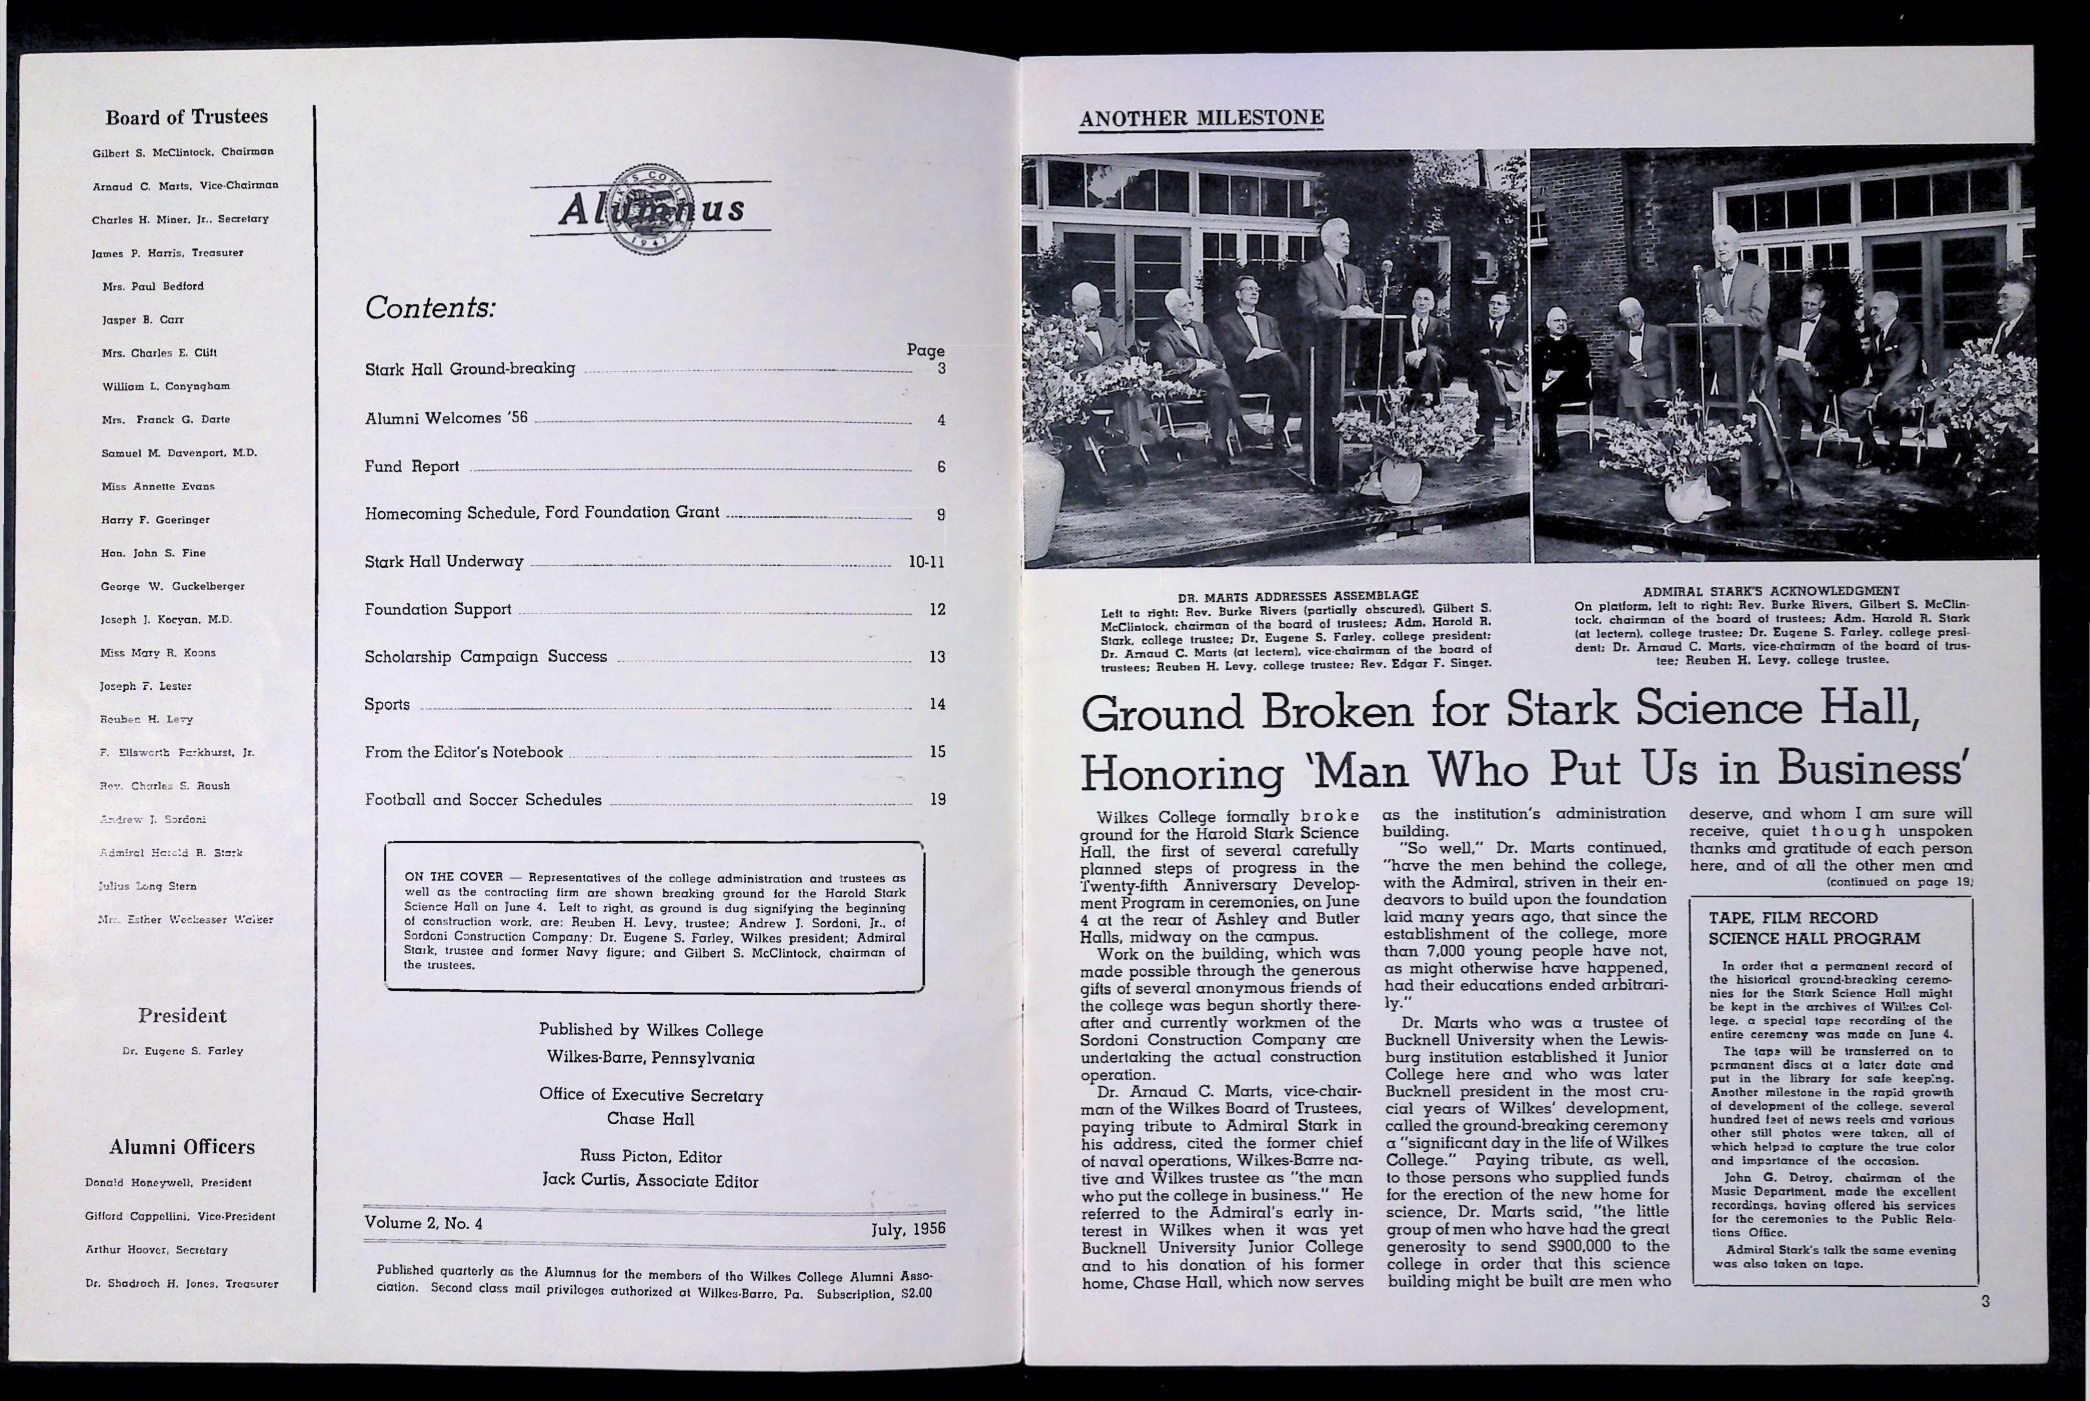 Board of Trustees
Gilbert S. McClintock, Chairman
Arnaud C. Marts, Vice-Chairman
Charles H. Miner, Jr., Secretary
James P. Harris, Treasurer
Mrs. Paul Bedford
Jasper B. Carr
Mrs. Charles E. Clift
William L. Conyngham
Mrs. Franck G. Darte
Samuel M. Davenport, M.D.
Miss Annette Evans
Harry F. Goeringer
Hon. John S. Fine
George W. Guckelberger
Joseph J. Kocyan, M.D.
Miss Mary R. Koons
Joseph F. Lester
Reuben H. Levy
F. Ellsworth Parkhurst, Jr.
Rev. Charles S. Roush
Andrew J. Sordoni
Admiral Harold R. Stark
Julius Long Stern
Mrs. Esther Weckesser Walker
President
Dr. Eugene S. Farley
Alumni Officers
Donald Honeywell, President
Gifford Cappellini, Vice-President
Arthur Hoover, Secretary
Dr. Shadroch H. Jones, Treasurer
Alumnus
1947
Contents:
Page
Stark Hall Ground-breaking 3
Alumni Welcomes '56 4
Fund Report 6
Homecoming Schedule, Ford Foundation Grant 9
Stark Hall Underway 10-11
Foundation Support 12
Scholarship Campaign Success 13
Sports 14
From the Editor's Notebook 15
Football and Soccer Schedules 19
ON THE COVER — Representatives of the college administration and trustees as
well as the contracting firm are shown breaking ground for the Harold Stark
Science Hall on June 4. Left to right, as ground is dug signifying the beginning
of construction work, are: Reuben H. Levy, trustee; Andrew J. Sordoni, Jr., of
Sordoni Construction Company; Dr. Eugene S. Farley, Wilkes president; Admiral
Stark, trustee and former Navy figure; and Gilbert S. McClintock, chairman of
the trustees.
Published by Wilkes College
Wilkes-Barre, Pennsylvania
Office of Executive Secretary
Chase Hall
Russ Picton, Editor
Jack Curtis, Associate Editor
Volume 2, No. 4 July, 1956
Published quarterly as the Alumnus for the members of the Wilkes College Alumni Asso-
ciation. Second class mail privileges authorized at Wilkes-Barre, Pa. Subscription, $2.00
ANOTHER MILESTONE
DR. MARTS ADDRESSES ASSEMBLAGE
Left to right: Rev. Burke Rivers (partially obscured), Gilbert S.
McClintock, chairman of the board of trustees; Adm. Harold R.
Stark, college trustee; Dr. Eugene S. Farley, college president;
Dr. Arnaud C. Marts (at lectern), vice-chairman of the board of
trustees; Reuben H. Levy, college trustee; Rev. Edgar F. Singer.
ADMIRAL STARK'S ACKNOWLEDGMENT
On platform, left to right: Rev. Burke Rivers, Gilbert S. McClin-
tock, chairman of the board of trustees; Adm. Harold R. Stark
(at lectern), college trustee; Dr. Eugene S. Farley, college presi-
dent; Dr. Arnaud C. Marts, vice-chairman of the board of trus-
tee; Reuben H. Levy, college trustee.
Ground Broken for Stark Science Hall,
Honoring 'Man Who Put Us in Business'
Wilkes College formally broke
ground for the Harold Stark Science
Hall, the first of several carefully
planned steps of progress in the
Twenty-fifth Anniversary Develop-
ment Program in ceremonies, on June
4 at the rear of Ashley and Butler
Halls, midway on the campus.
Work on the building, which was
made possible through the generous
gifts of several anonymous friends of
the college was begun shortly there-
after and currently workmen of the
Sordoni Construction Company are
undertaking the actual construction
operation.
Dr. Arnaud C. Marts, vice-chair-
man of the Wilkes Board of Trustees,
paying tribute to Admiral Stark in
his address, cited the former chief
of naval operations, Wilkes-Barre na-
tive and Wilkes trustee as "the man
who put the college in business." He
referred to the Admiral's early in-
terest in Wilkes when it was yet
Bucknell University Junior College
and to his donation of his former
home, Chase Hall, which now serves
as the institution's administration
building.
"So well," Dr. Marts continued,
"have the men behind the college,
with the Admiral, striven in their en-
deavors to build upon the foundation
laid many years ago, that since the
establishment of the college, more
than 7,000 young people have not,
as might otherwise have happened,
had their educations ended arbitrari-
ly."
Dr. Marts who was a trustee of
Bucknell University when the Lewis-
burg institution established it Junior
College here and who was later
Bucknell president in the most cru-
cial years of Wilkes' development,
called the ground-breaking ceremony
a "significant day in the life of Wilkes
College." Paying tribute, as well,
to those persons who supplied funds
for the erection of the new home for
science, Dr. Marts said, "the little
group of men who have had the great
generosity to send $900,000 to the
college in order that this science
building might be built are men who
deserve, and whom I am sure will
receive, quiet though unspoken
thanks and gratitude of each person
here, and of all the other men and
(continued on page 19)
TAPE, FILM RECORD
SCIENCE HALL PROGRAM
In order that a permanent record of
the historical ground-breaking ceremo-
nies for the Stark Science Hall might
be kept in the archives of Wilkes Col-
lege, a special tape recording of the
entire ceremony was made on June 4.
The tape will be transferred on to
permanent discs at a later date and
put in the library for safe keeping.
Another milestone in the rapid growth
of development of the college, several
hundred feet of news reels and various
other still photos were taken, all of
which helped to capture the true color
and importance of the occasion.
John G. Detroy, chairman of the
Music Department, made the excellent
recordings, having offered his services
for the ceremonies to the Public Rela-
tions Office.
Admiral Stark's talk the same evening
was also taken on tape.
3